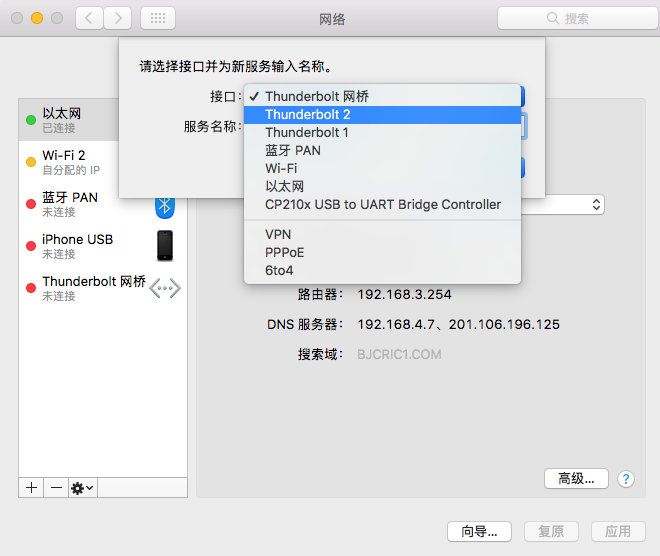 网络
搜索
请选择接口并为新服务输入名称。
接口:
✓ Thunderbolt 网桥
Thunderbolt 2
服务名称:
Thunderbolt 1
蓝牙 PAN
Wi-Fi
以太网
CP210x USB to UART Bridge Controller
VPN
PPPoE
6to4
以太网
已连接
Wi-Fi 2
自分配的 IP
蓝牙 PAN
未连接
iPhone USB
未连接
Thunderbolt 网桥
未连接
路由器: 192.168.3.254
DNS 服务器: 192.168.4.7、201.106.196.125
搜索域: BJCRIC1.COM
高级... ?
向导... 复原 应用